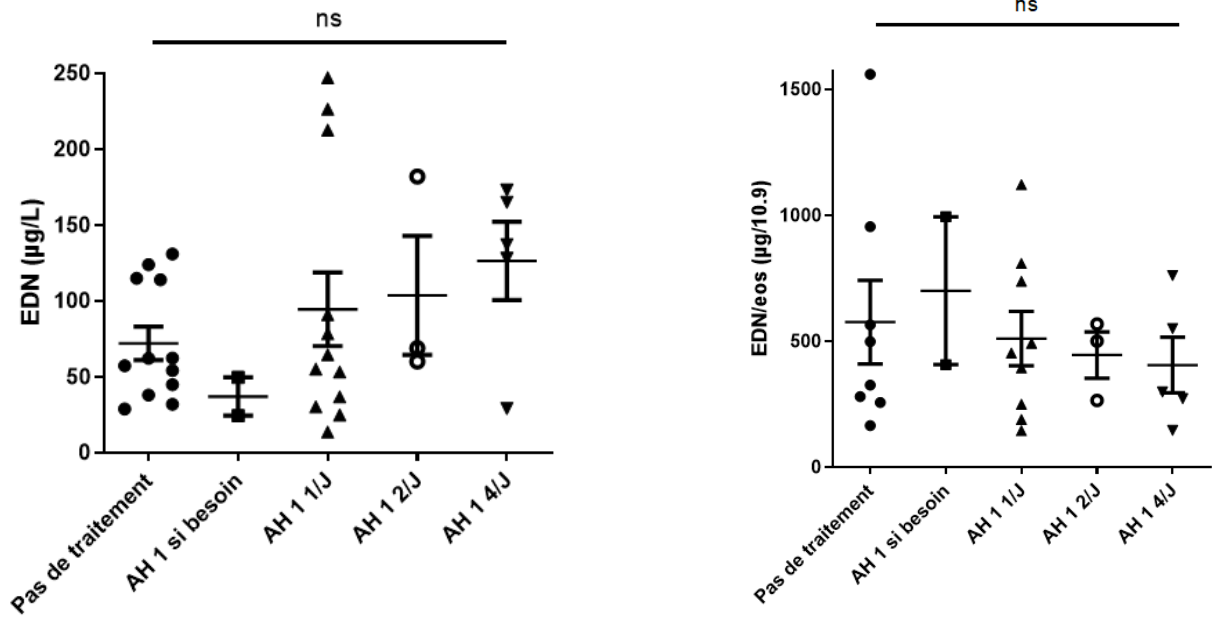 ns
250
200
150
100
50
0
EDN (µg/L)
Pas de traitement
AH 1 si besoin
AH 1 1/J
AH 1 2/J
AH 1 4/J
ns
1500
1000
500
0
EDN/eos (µg/10.9)
Pas de traitement
AH 1 si besoin
AH 1 1/J
AH 1 2/J
AH 1 4/J